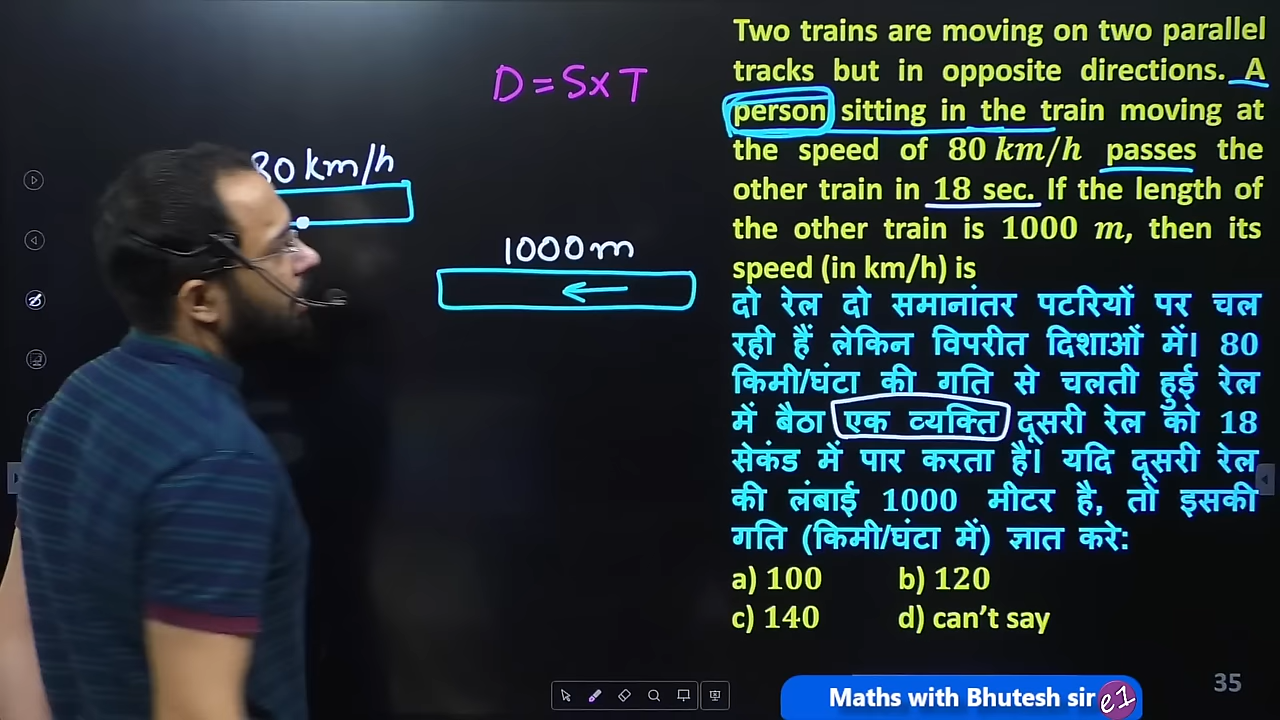 D = S x T
80 km/h
1000 m
Two trains are moving on two parallel
tracks but in opposite directions. A
person sitting in the train moving at
the speed of 80 km/h passes the
other train in 18 sec. If the length of
the other train is 1000 m, then its
speed (in km/h) is
दो रेल दो समानांतर पटरियों पर चल
रही हैं लेकिन विपरीत दिशाओं में। 80
किमी/घंटा की गति से चलती हुई रेल
में बैठा एक व्यक्ति दूसरी रेल को 18
सेकंड में पार करता है। यदि दूसरी रेल
की लंबाई 1000 मीटर है, तो इसकी
गति (किमी/घंटा में) ज्ञात करे:
a) 100 b) 120
c) 140 d) can't say
35
Maths with Bhutesh sir e1